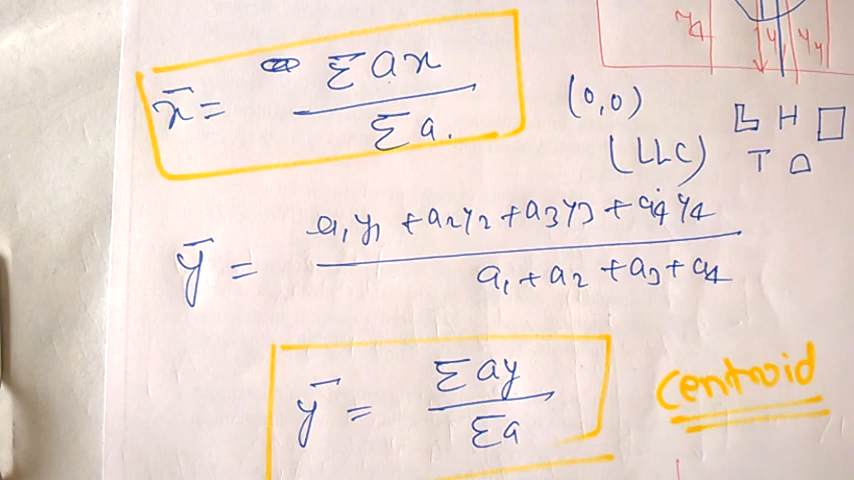 x̄ = Σax / Σa.
(0,0)
(LLC)
ȳ = a₁y₁ + a₂y₂ + a₃y₃ + a₄y₄ / a₁ + a₂ + a₃ + a₄
ȳ = Σay / Σa
Centroid